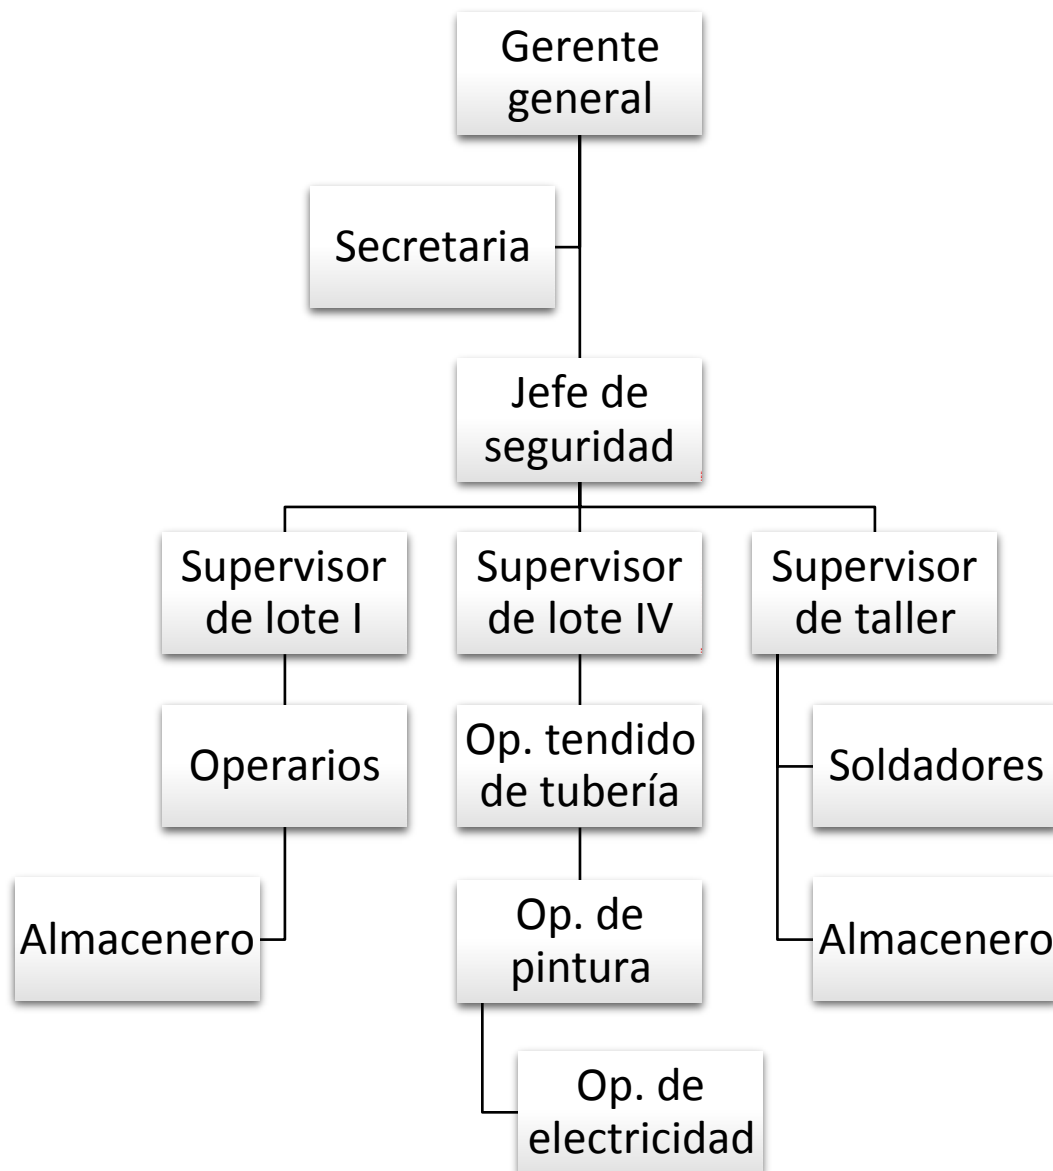 Gerente
general
Secretaria
Jefe de
seguridad
Supervisor
de lote I
Supervisor
de lote IV
Supervisor
de taller
Operarios
Op. tendido
de tubería
Soldadores
Almacenero
Op. de
pintura
Almacenero
Op. de
electricidad